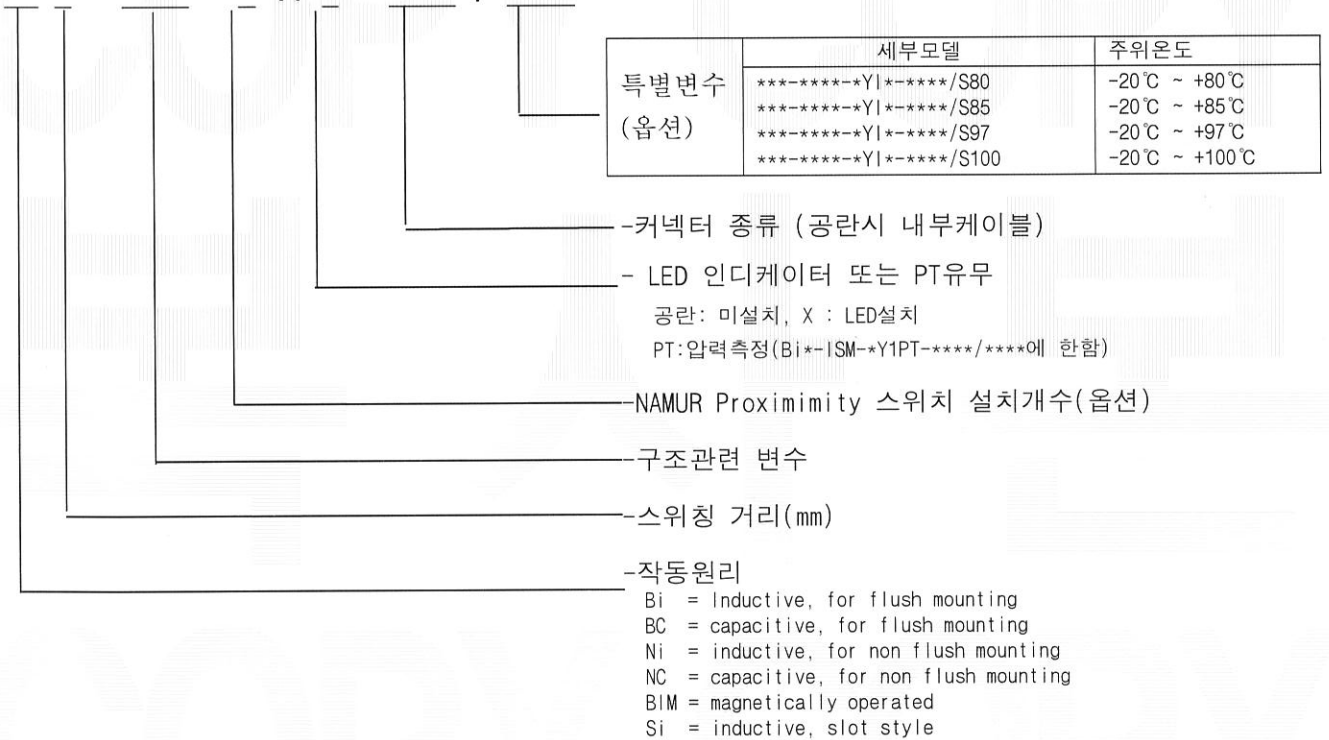 세부모델 주위온도
특별변수
(옵션)
***-****-*YI*-****/S80 -20℃ ~ +80℃
***-****-*YI*-****/S85 -20℃ ~ +85℃
***-****-*YI*-****/S97 -20℃ ~ +97℃
***-****-*YI*-****/S100 -20℃ ~ +100℃
-커넥터 종류 (공란시 내부케이블)
- LED 인디케이터 또는 PT유무
공란: 미설치, X : LED설치
PT:압력측정(Bi*-ISM-*Y1PT-****/****에 한함)
-NAMUR Proximimity 스위치 설치개수(옵션)
-구조관련 변수
-스위칭 거리(mm)
-작동원리
Bi = Inductive, for flush mounting
BC = capacitive, for flush mounting
Ni = inductive, for non flush mounting
NC = capacitive, for non flush mounting
BIM = magnetically operated
Si = inductive, slot style